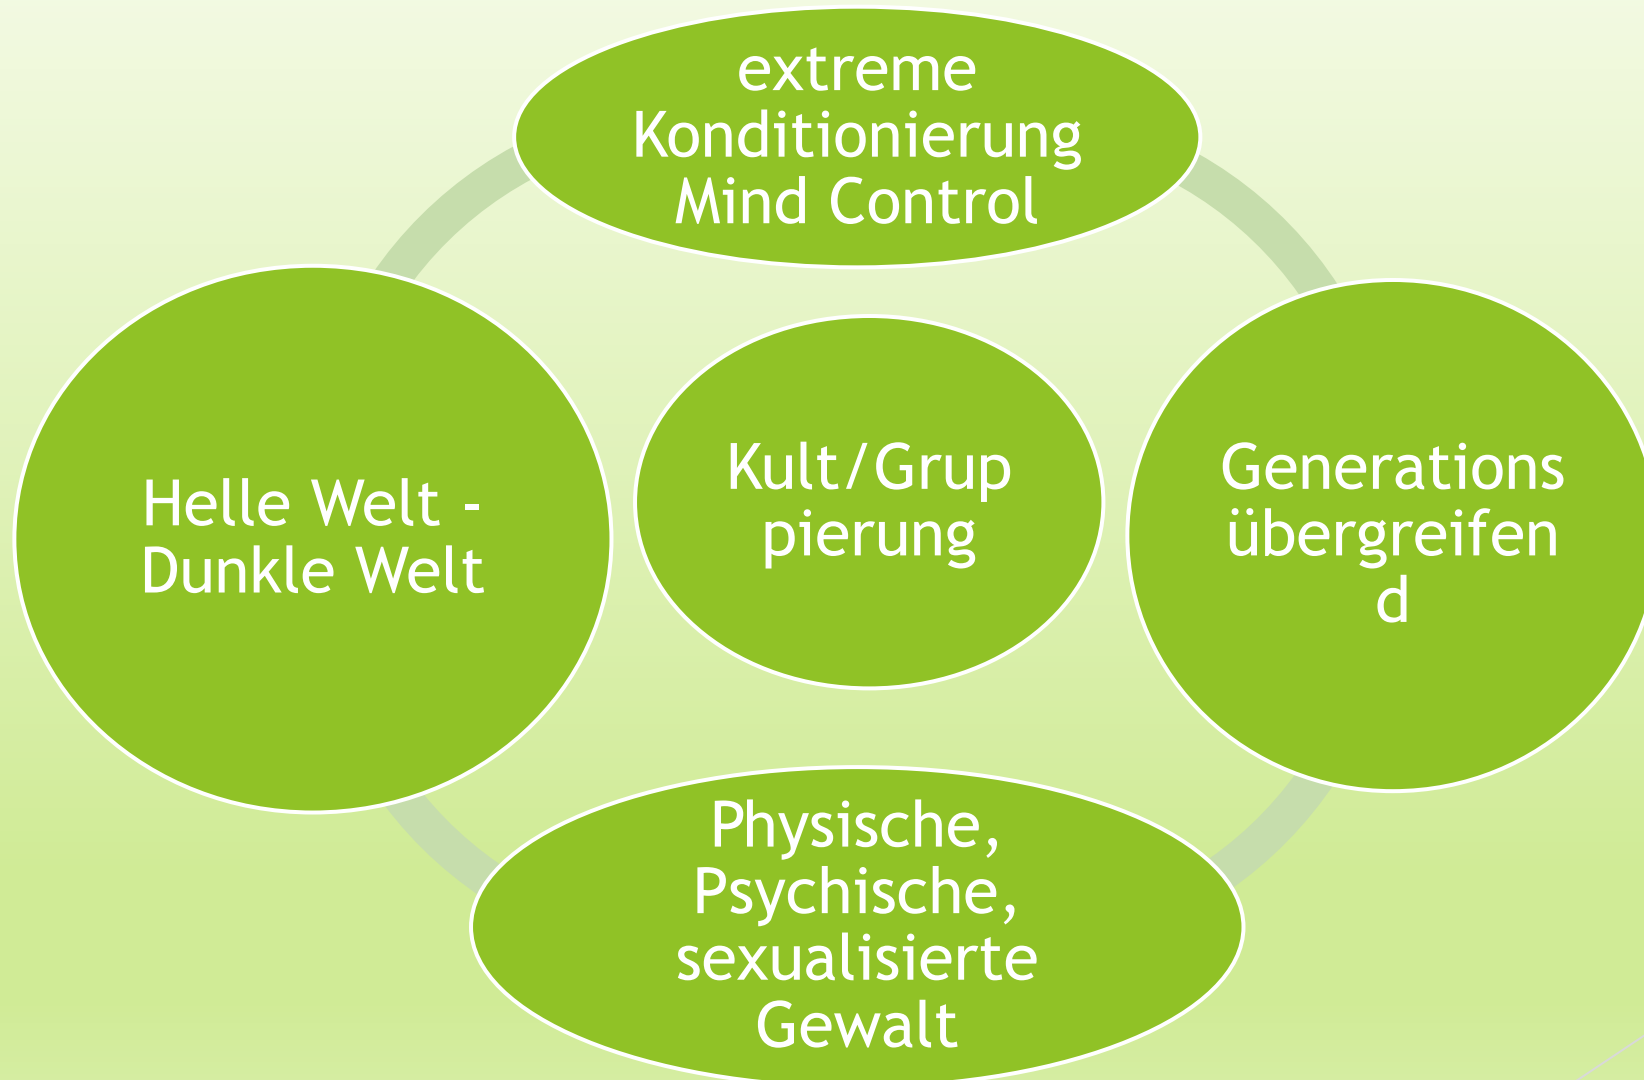 extreme
Konditionierung
Mind Control
Helle Welt -
Dunkle Welt
Kult/Grup
pierung
Generations
übergreifen
d
Physische,
Psychische,
sexualisierte
Gewalt